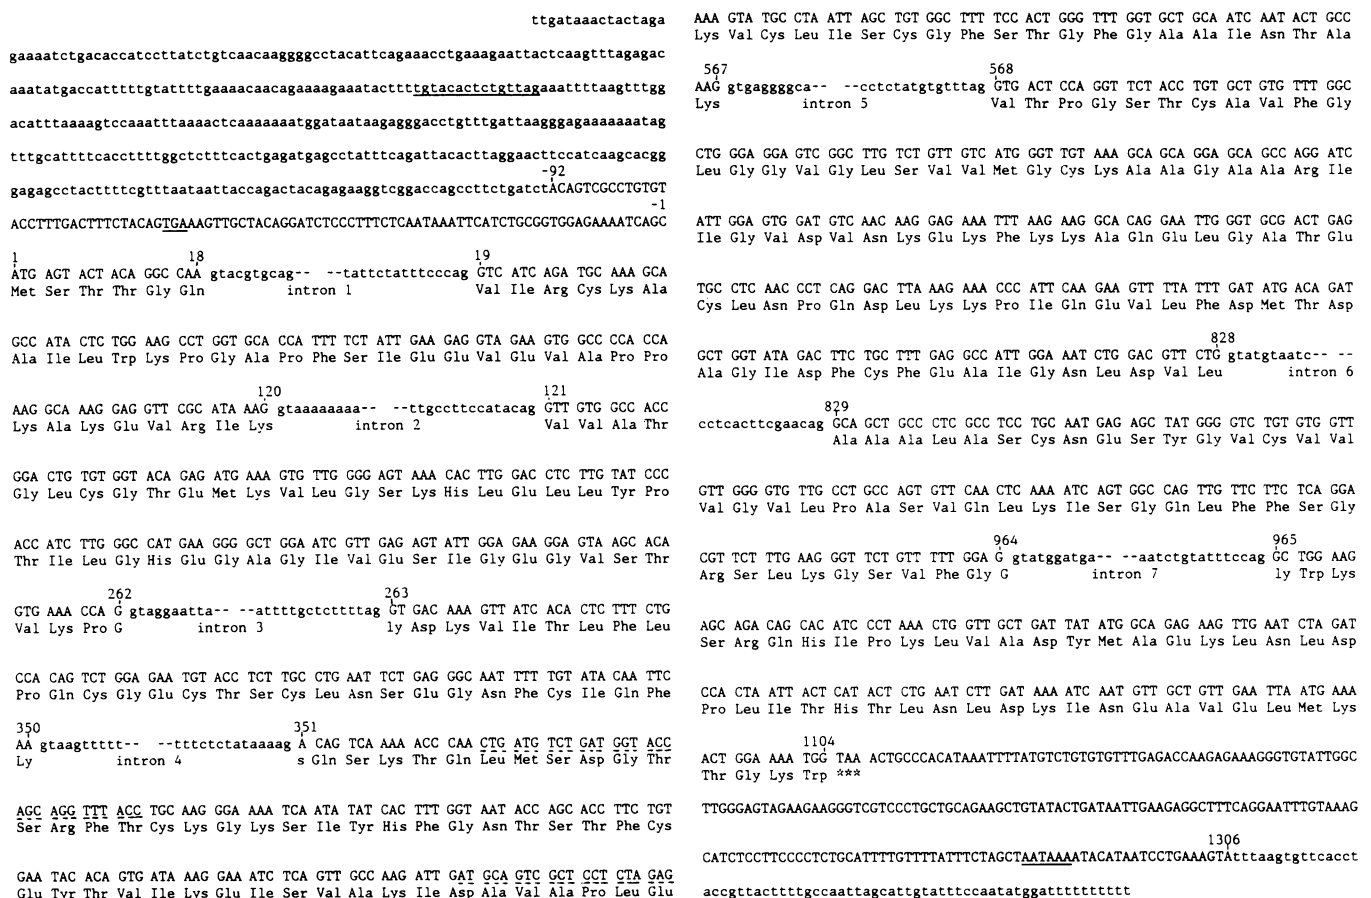 ttgataaactactaga
gaaaatctgacaccatccttatctgtcaacaaggggcctacattcagaaacctgaaagaattactcaagtttagagac
aaatatgaccatttttgtattttgaaaacaacagaaaagaaatacttttgtacactctgttagaaattttaagtttgg
acatttaaaagtccaaatttaaaactcaaaaaaatggataataagagggacctgtttgattaagggagaaaaaaatag
tttgcattttcaccttttggctctttcactgagatgagcctatttcagattacacttaggaacttccatcaagcacgg
-92
gagagcctacttttcgtttaataattaccagactacagagaaggtcggaccagccttctgatctACAGTCGCCTGTGT
-1
ACCTTTGACTTTCTACAGTGAAAGTTGCTACAGGATCTCCCTTTCTCAATAAATTCATCTGCGGTGGAGAAAATCAGC
1 18 19
ATG AGT ACT ACA GGC CAA gtacgtgcag-- --tattctatttcccag GTC ATC AGA TGC AAA GCA
Met Ser Thr Thr Gly Gln intron 1 Val Ile Arg Cys Lys Ala
GCC ATA CTC TGG AAG CCT GGT GCA CCA TTT TCT ATT GAA GAG GTA GAA GTG GCC CCA CCA
Ala Ile Leu Trp Lys Pro Gly Ala Pro Phe Ser Ile Glu Glu Val Glu Val Ala Pro Pro
120 121
AAG GCA AAG GAG GTT CGC ATA AAG gtaaaaaaaa-- --ttgccttccatacag GTT GTG GCC ACC
Lys Ala Lys Glu Val Arg Ile Lys intron 2 Val Val Ala Thr
GGA CTG TGT GGT ACA GAG ATG AAA GTG TTG GGG AGT AAA CAC TTG GAC CTC TTG TAT CCC
Gly Leu Cys Gly Thr Glu Met Lys Val Leu Gly Ser Lys His Leu Glu Leu Leu Tyr Pro
ACC ATC TTG GGC CAT GAA GGG GCT GGA ATC GTT GAG AGT ATT GGA GAA GGA GTA AGC ACA
Thr Ile Leu Gly His Glu Gly Ala Gly Ile Val Glu Ser Ile Gly Glu Gly Val Ser Thr
262 263
GTG AAA CCA G gtaggaatta-- --attttgctcttttag GT GAC AAA GTT ATC ACA CTC TTT CTG
Val Lys Pro G intron 3 ly Asp Lys Val Ile Thr Leu Phe Leu
CCA CAG TCT GGA GAA TGT ACC TCT TGC CTG AAT TCT GAG GGC AAT TTT TGT ATA CAA TTC
Pro Gln Cys Gly Glu Cys Thr Ser Cys Leu Asn Ser Glu Gly Asn Phe Cys Ile Gln Phe
350 351
AA gtaagttttt-- --tttctctataaaag A CAG TCA AAA ACC CAA CTG ATG TCT GAT GGT ACC
Ly intron 4 s Gln Ser Lys Thr Gln Leu Met Ser Asp Gly Thr
AGC AGG TTT ACC TGC AAG GGA AAA TCA ATA TAT CAC TTT GGT AAT ACC AGC ACC TTC TGT
Ser Arg Phe Thr Cys Lys Gly Lys Ser Ile Tyr His Phe Gly Asn Thr Ser Thr Phe Cys
GAA TAC ACA GTG ATA AAG GAA ATC TCA GTT GCC AAG ATT GAT GCA GTC GCT CCT CTA GAG
Glu Tyr Thr Val Ile Lys Glu Ile Ser Val Ala Lys Ile Asp Ala Val Ala Pro Leu Glu
AAA GTA TGC CTA ATT AGC TGT GGC TTT TCC ACT GGG TTT GGT GCT GCA ATC AAT ACT GCC
Lys Val Cys Leu Ile Ser Cys Gly Phe Ser Thr Gly Phe Gly Ala Ala Ile Asn Thr Ala
567 568
AAG gtgaggggca-- --cctctatgtgtttag GTG ACT CCA GGT TCT ACC TGT GCT GTG TTT GGC
Lys intron 5 Val Thr Pro Gly Ser Thr Cys Ala Val Phe Gly
CTG GGA GGA GTC GGC TTG TCT GTT GTC ATG GGT TGT AAA GCA GCA GGA GCA GCC AGG ATC
Leu Gly Gly Val Gly Leu Ser Val Val Met Gly Cys Lys Ala Ala Gly Ala Ala Arg Ile
ATT GGA GTG GAT GTC AAC AAG GAG AAA TTT AAG AAG GCA CAG GAA TTG GGT GCG ACT GAG
Ile Gly Val Asp Val Asn Lys Glu Lys Phe Lys Lys Ala Gln Glu Leu Gly Ala Thr Glu
TGC CTC AAC CCT CAG GAC TTA AAG AAA CCC ATT CAA GAA GTT TTA TTT GAT ATG ACA GAT
Cys Leu Asn Pro Gln Asp Leu Lys Lys Pro Ile Gln Glu Val Leu Phe Asp Met Thr Asp
828
GCT GGT ATA GAC TTC TGC TTT GAG GCC ATT GGA AAT CTG GAC GTT CTG gtatgtaatc-- --
Ala Gly Ile Asp Phe Cys Phe Glu Ala Ile Gly Asn Leu Asp Val Leu intron 6
829
cctcacttcgaacag GCA GCT GCC CTC GCC TCC TGC AAT GAG AGC TAT GGG GTC TGT GTG GTT
Ala Ala Ala Leu Ala Ser Cys Asn Glu Ser Tyr Gly Val Cys Val Val
GTT GGG GTG TTG CCT GCC AGT GTT CAA CTC AAA ATC AGT GGC CAG TTG TTC TTC TCA GGA
Val Gly Val Leu Pro Ala Ser Val Gln Leu Lys Ile Ser Gly Gln Leu Phe Phe Ser Gly
964 965
CGT TCT TTG AAG GGT TCT GTT TTT GGA G gtatggatga-- --aatctgtatttccag GC TGG AAG
Arg Ser Leu Lys Gly Ser Val Phe Gly G intron 7 ly Trp Lys
AGC AGA CAG CAC ATC CCT AAA CTG GTT GCT GAT TAT ATG GCA GAG AAG TTG AAT CTA GAT
Ser Arg Gln His Ile Pro Lys Leu Val Ala Asp Tyr Met Ala Glu Lys Leu Asn Leu Asp
CCA CTA ATT ACT CAT ACT CTG AAT CTT GAT AAA ATC AAT GTT GCT GTT GAA TTA ATG AAA
Pro Leu Ile Thr His Thr Leu Asn Leu Asp Lys Ile Asn Glu Ala Val Glu Leu Met Lys
1104
ACT GGA AAA TGG TAA ACTGCCCACATAAATTTTATGTCTGTGTGTTTGAGACCAAGAGAAAGGGTGTATTGGC
Thr Gly Lys Trp ***
TTGGGAGTAGAAGAAGGGTCGTCCCTGCTGCAGAAGCTGTATACTGATAATTGAAGAGGCTTTCAGGAATTTGTAAAG
1306
CATCTCCTTCCCCTCTGCATTTTGTTTTATTTCTAGCTAATAAAATACATAATCCTGAAAGTAtttaagtgttcacct
accgttacttttgccaattagcattgtatttccaatatggatttttttttt